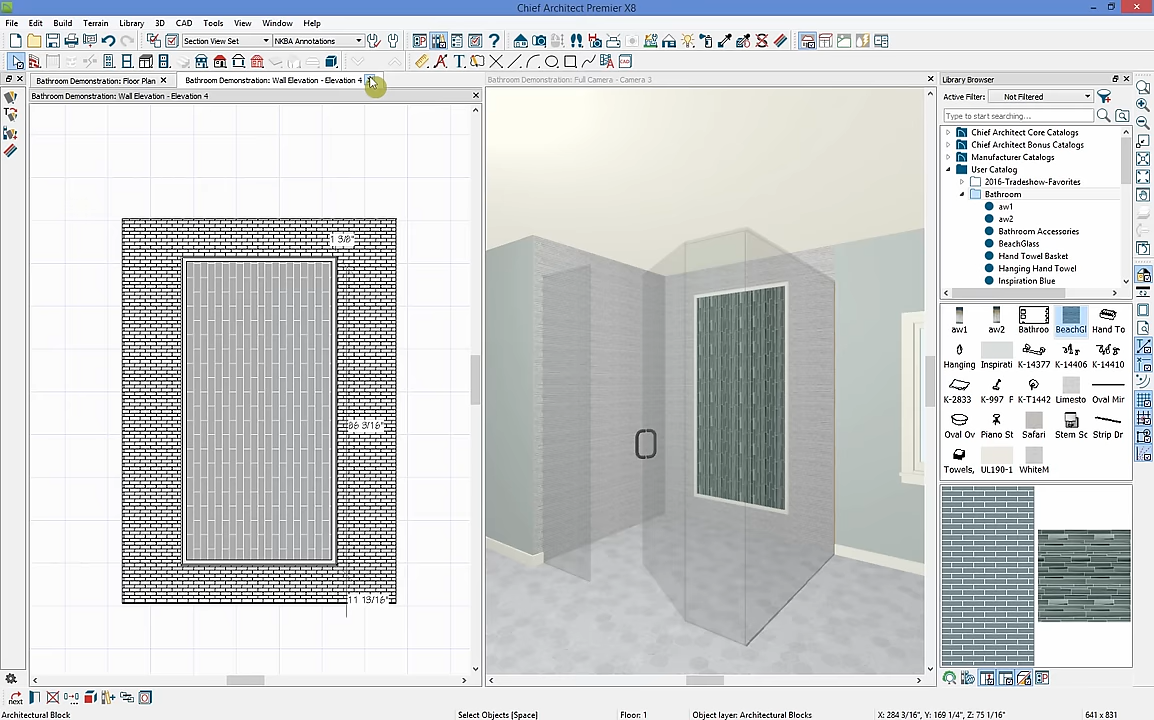 Chief Architect Premier X8
File Edit Build Terrain Library 3D CAD Tools View Window Help
Section View Set NKBA Annotations
Bathroom Demonstration: Floor Plan Bathroom Demonstration: Wall Elevation - Elevation 4 Bathroom Demonstration: Full Camera - Camera 3 Library Browser
Bathroom Demonstration: Wall Elevation - Elevation 4
Active Filter: Not Filtered
Type to start searching...
Chief Architect Core Catalogs
Chief Architect Bonus Catalogs
Manufacturer Catalogs
User Catalog
2016-Tradeshow-Favorites
Bathroom
aw1
aw2
Bathroom Accessories
BeachGlass
Hand Towel Basket
Hanging Hand Towel
Inspiration Blue
aw1 aw2 Bathroo BeachGl Hand To
Hanging Inspirati K-14377 K-14406 K-14410
K-2833 K-997 F K-T1442 Limesto Oval Mir
Oval Ov Piano St Safari Stem Sc Strip Dr
Towels, UL190-1 WhiteM
1 3/8"
86 3/16"
11 13/16"
next
Architectural Block Select Objects [Space] Floor: 1 Object layer: Architectural Blocks X: 284 3/16", Y: 169 1/4", Z: 75 1/16" 641 x 831